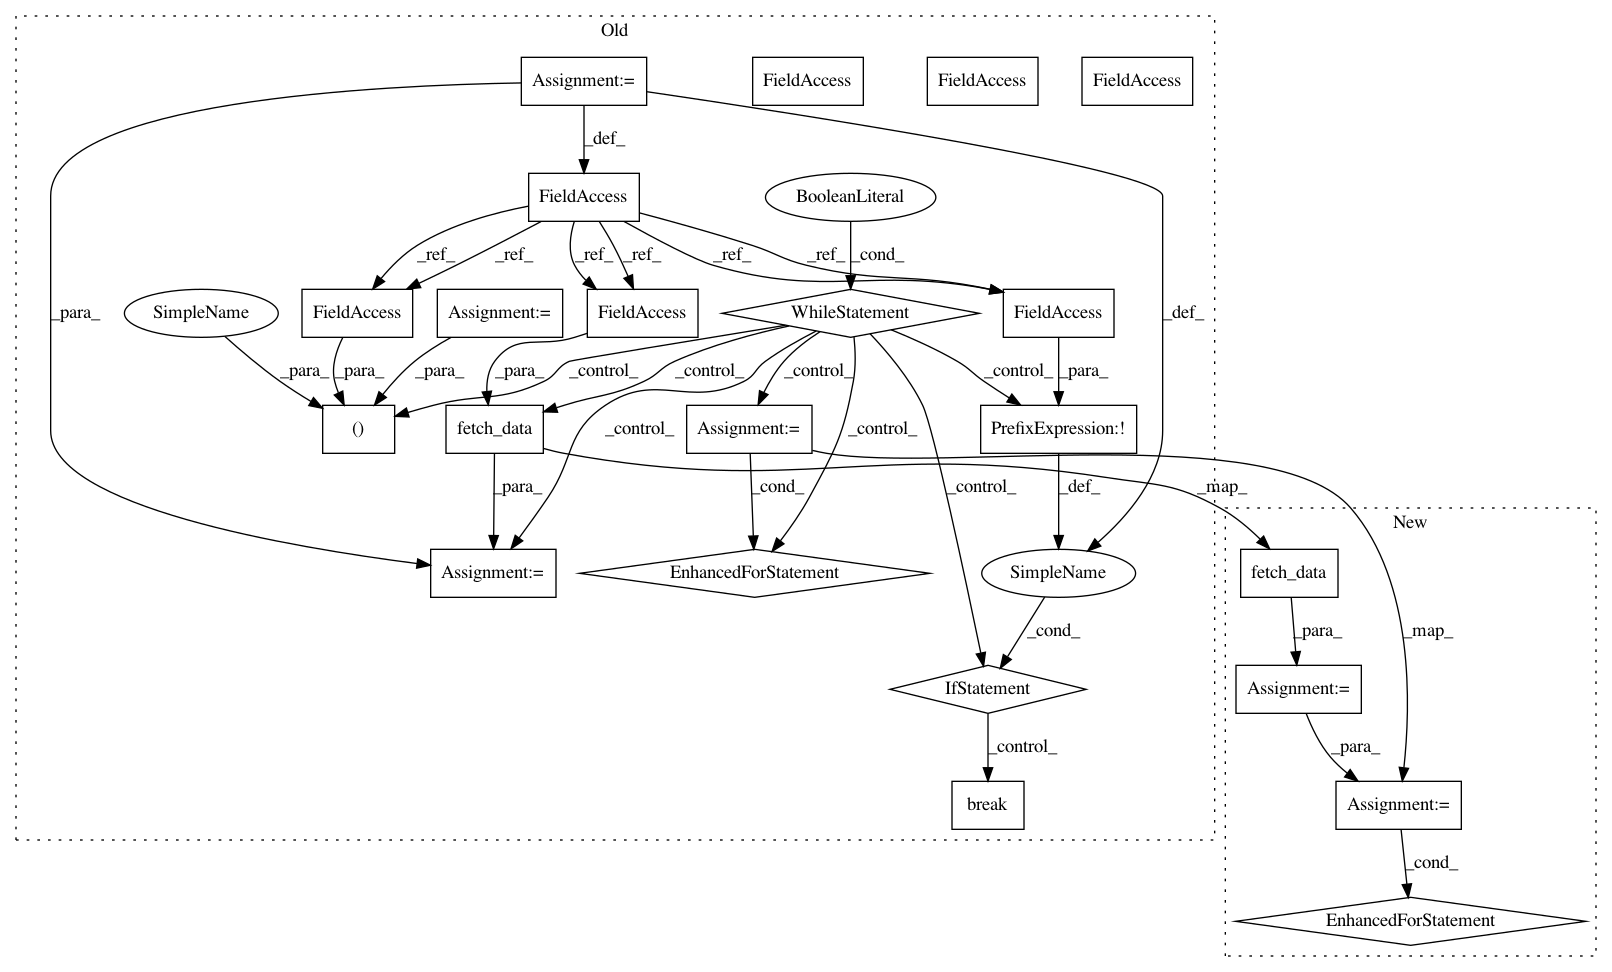 Old
Assignment:=
FieldAccess
FieldAccess
FieldAccess
_def_
FieldAccess
BooleanLiteral
_ref_
_ref_
_ref_
_ref_
_ref_
_ref_
_cond_
SimpleName
FieldAccess
Assignment:=
FieldAccess
WhileStatement
FieldAccess
_para_
_def_
_para_
_para_
_para_
_control_
_para_
_control_
_control_
_control_
_para_
()
fetch_data
Assignment:=
PrefixExpression:!
_control_
_control_
_para_
_cond_
_control_
_def_
_map_
New
Assignment:=
EnhancedForStatement
SimpleName
fetch_data
_cond_
_para_
_map_
IfStatement
Assignment:=
_control_
_para_
break
Assignment:=
_cond_
EnhancedForStatement